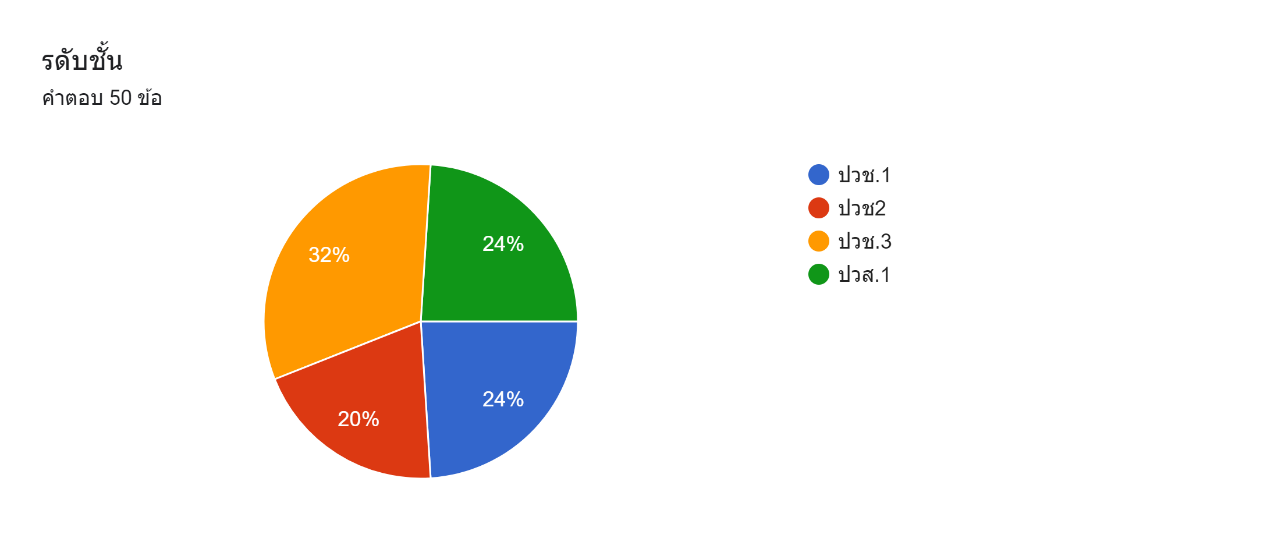 รดับชั้น
คำตอบ 50 ข้อ
32%
24%
20%
24%
ปวช.1
ปวช2
ปวช.3
ปวส.1